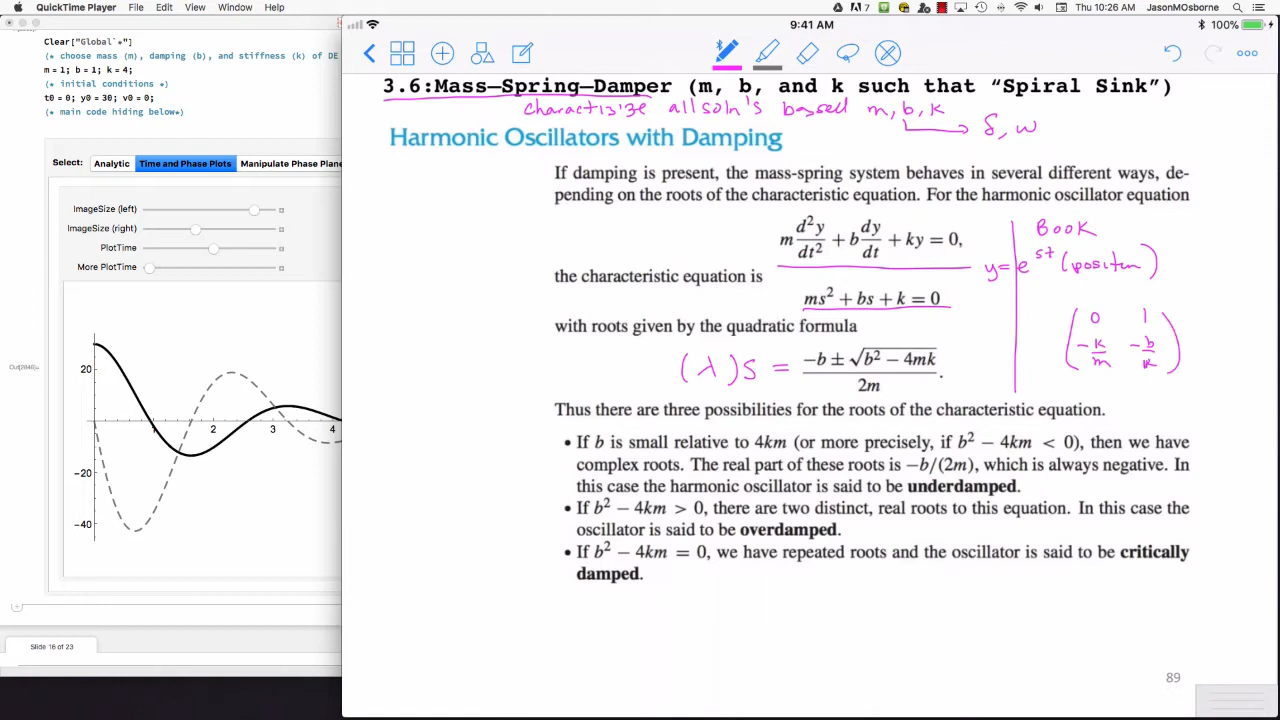 QuickTime Player File Edit View Window Help
7 Thu 10:26 AM JasonMOsborne
Clear["Global`*"]
(* choose mass (m), damping (b), and stiffness (k) of DE
m = 1; b = 1; k = 4;
(* initial conditions *)
t0 = 0; y0 = 30; v0 = 0;
(* main code hiding below*)
Select: Analytic Time and Phase Plots Manipulate Phase Plane
ImageSize (left)
ImageSize (right)
PlotTime
More PlotTime
Out[2846]=
20
1 2 3 4
-20
-40
Slide 16 of 23
9:41 AM 100%
3.6:Mass—Spring—Damper (m, b, and k such that “Spiral Sink”)
characterize all soln's based m, b, k
δ, ω
Harmonic Oscillators with Damping
If damping is present, the mass-spring system behaves in several different ways, de-
pending on the roots of the characteristic equation. For the harmonic oscillator equation
m d²y/dt² + b dy/dt + ky = 0,
BOOK
y = e^st (position)
the characteristic equation is
ms² + bs + k = 0
(0 1
-k/m -b/k)
with roots given by the quadratic formula
(λ) S = -b ± √b² − 4mk / 2m .
Thus there are three possibilities for the roots of the characteristic equation.
• If b is small relative to 4km (or more precisely, if b² − 4km < 0), then we have
complex roots. The real part of these roots is −b/(2m), which is always negative. In
this case the harmonic oscillator is said to be underdamped.
• If b² − 4km > 0, there are two distinct, real roots to this equation. In this case the
oscillator is said to be overdamped.
• If b² − 4km = 0, we have repeated roots and the oscillator is said to be critically
damped.
89